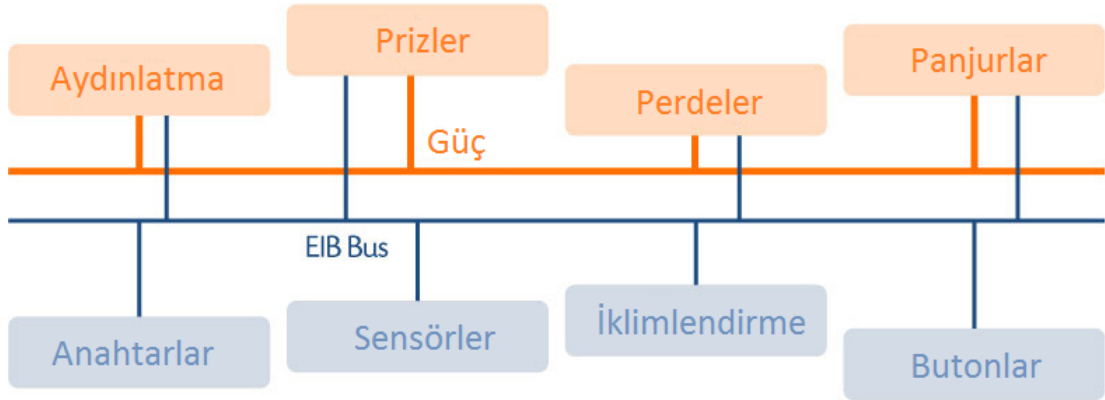 Aydınlatma
Prizler
Perdeler
Panjurlar
Güç
EIB Bus
Anahtarlar
Sensörler
İklimlendirme
Butonlar